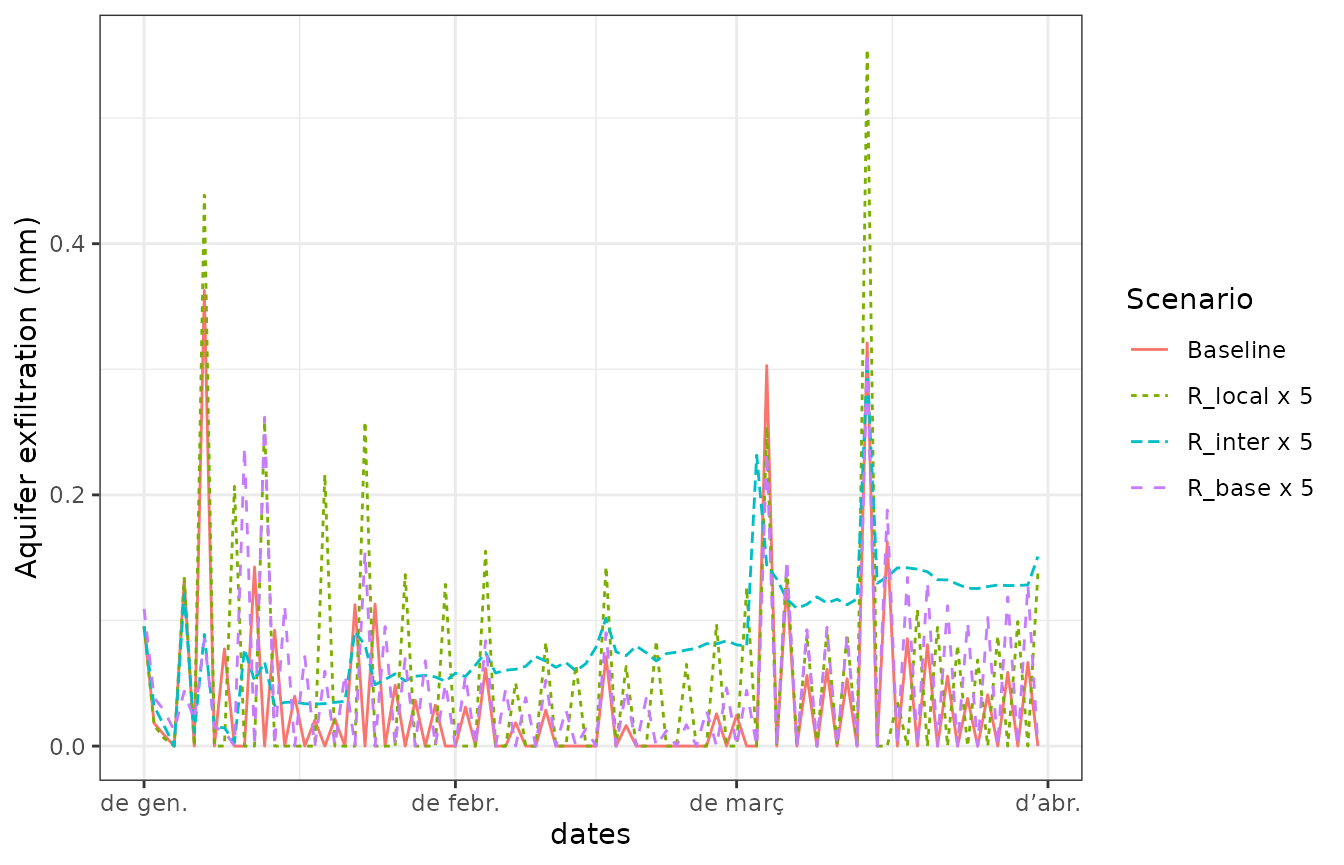 Aquifer exfiltration (mm)
0.4
0.2
0.0
de gen.
de febr.
de març
d’abr.
dates
Scenario
Baseline
R_local x 5
R_inter x 5
R_base x 5